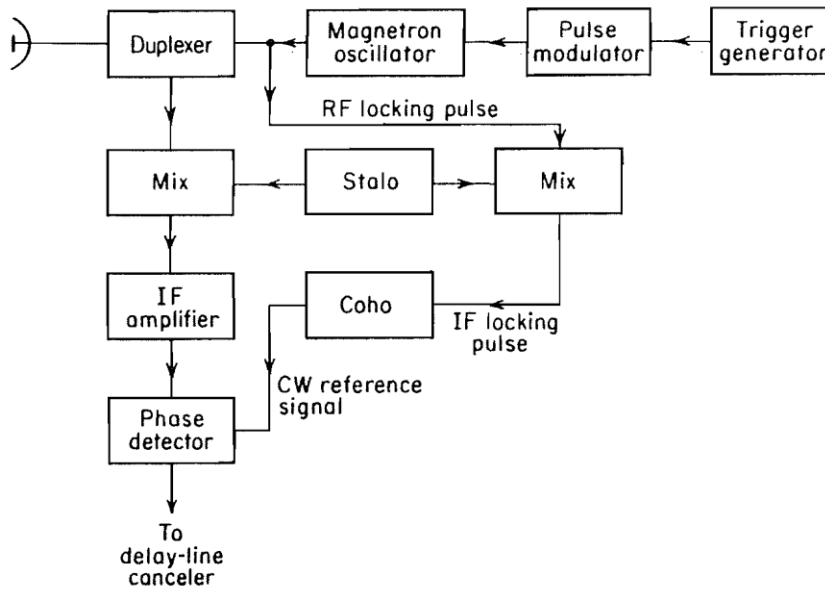 Duplexer
Magnetron
oscillator
Pulse
modulator
Trigger
generator
RF locking pulse
Mix
Stalo
Mix
IF
amplifier
Coho
IF locking
pulse
CW reference
signal
Phase
detector
To
delay-line
canceler